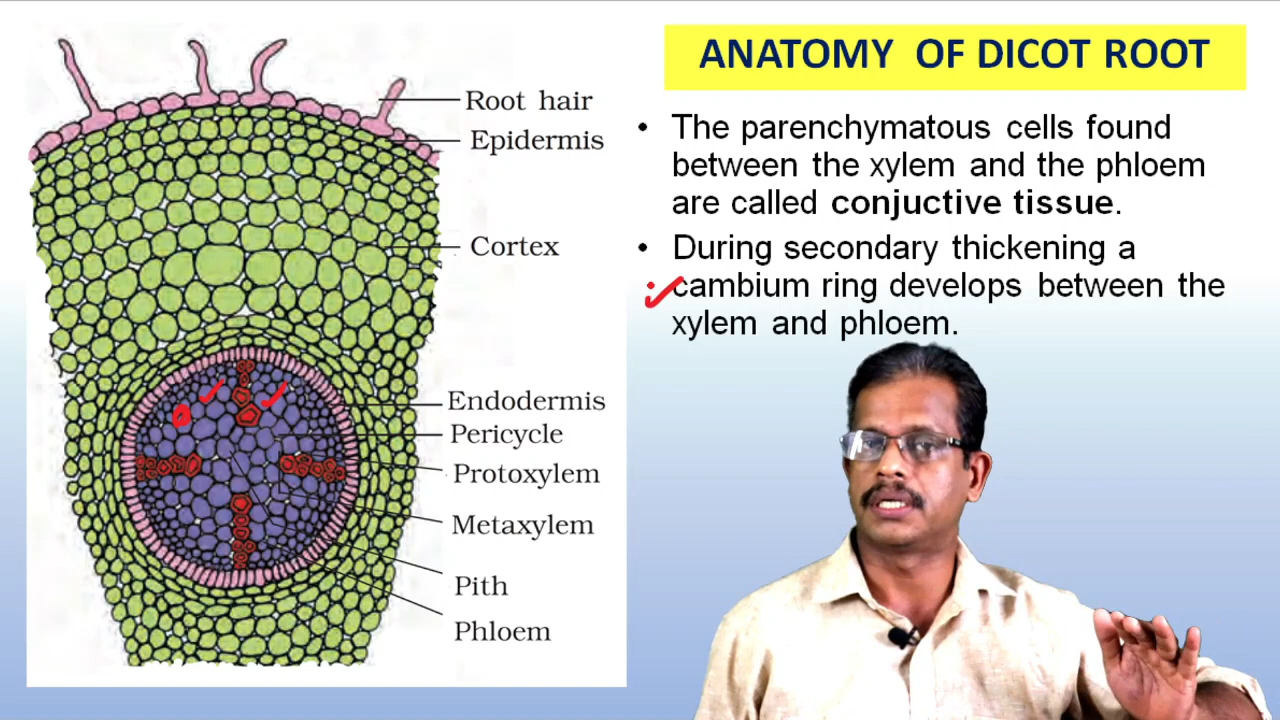 ANATOMY OF DICOT ROOT
• The parenchymatous cells found
between the xylem and the phloem
are called conjuctive tissue.
• During secondary thickening a
cambium ring develops between the
xylem and phloem.
Root hair
Epidermis
Cortex
Endodermis
Pericycle
Protoxylem
Metaxylem
Pith
Phloem